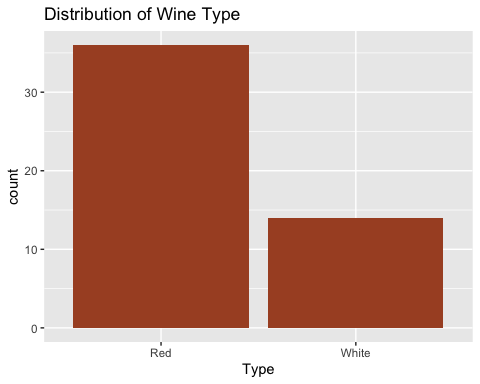 Distribution of Wine Type
count
30
20
10
0
Red White
Type